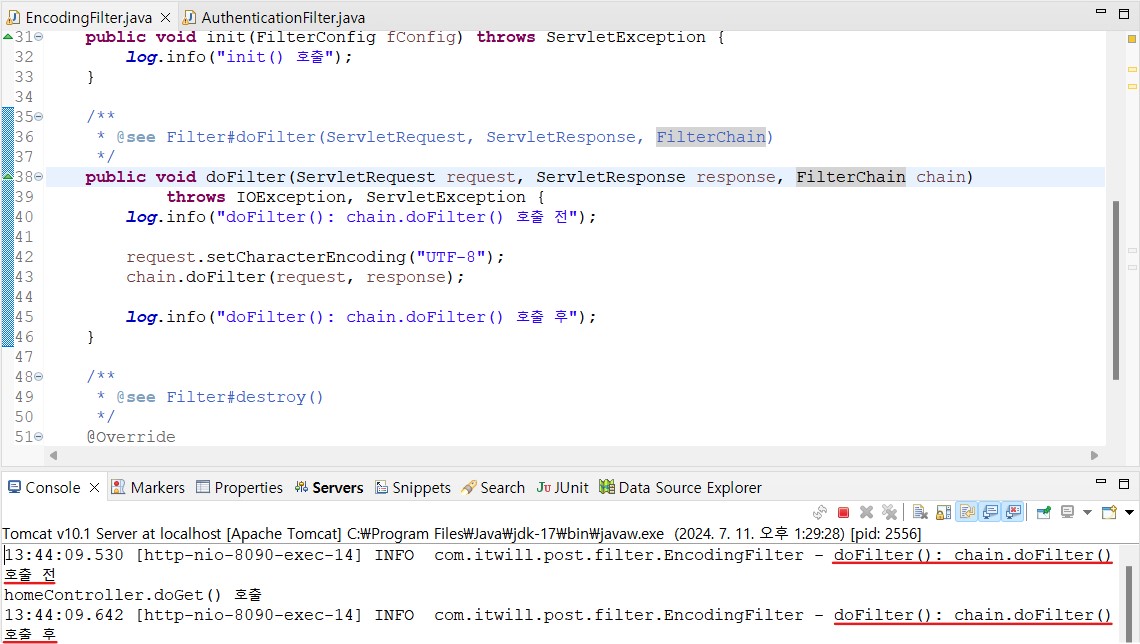 EncodingFilter.java AuthenticationFilter.java
31 public void init(FilterConfig fConfig) throws ServletException {
32 log.info("init() 호출");
33 }
34
35 /**
36 * @see Filter#doFilter(ServletRequest, ServletResponse, FilterChain)
37 */
38 public void doFilter(ServletRequest request, ServletResponse response, FilterChain chain)
39 throws IOException, ServletException {
40 log.info("doFilter(): chain.doFilter() 호출 전");
41
42 request.setCharacterEncoding("UTF-8");
43 chain.doFilter(request, response);
44
45 log.info("doFilter(): chain.doFilter() 호출 후");
46 }
47
48 /**
49 * @see Filter#destroy()
50 */
51 @Override
Console Markers Properties Servers Snippets Search JUnit Data Source Explorer
Tomcat v10.1 Server at localhost [Apache Tomcat] C:₩Program Files₩Java₩jdk-17₩bin₩javaw.exe (2024. 7. 11. 오후 1:29:28) [pid: 2556]
13:44:09.530 [http-nio-8090-exec-14] INFO com.itwill.post.filter.EncodingFilter - doFilter(): chain.doFilter()
호출 전
homeController.doGet() 호출
13:44:09.642 [http-nio-8090-exec-14] INFO com.itwill.post.filter.EncodingFilter - doFilter(): chain.doFilter()
호출 후